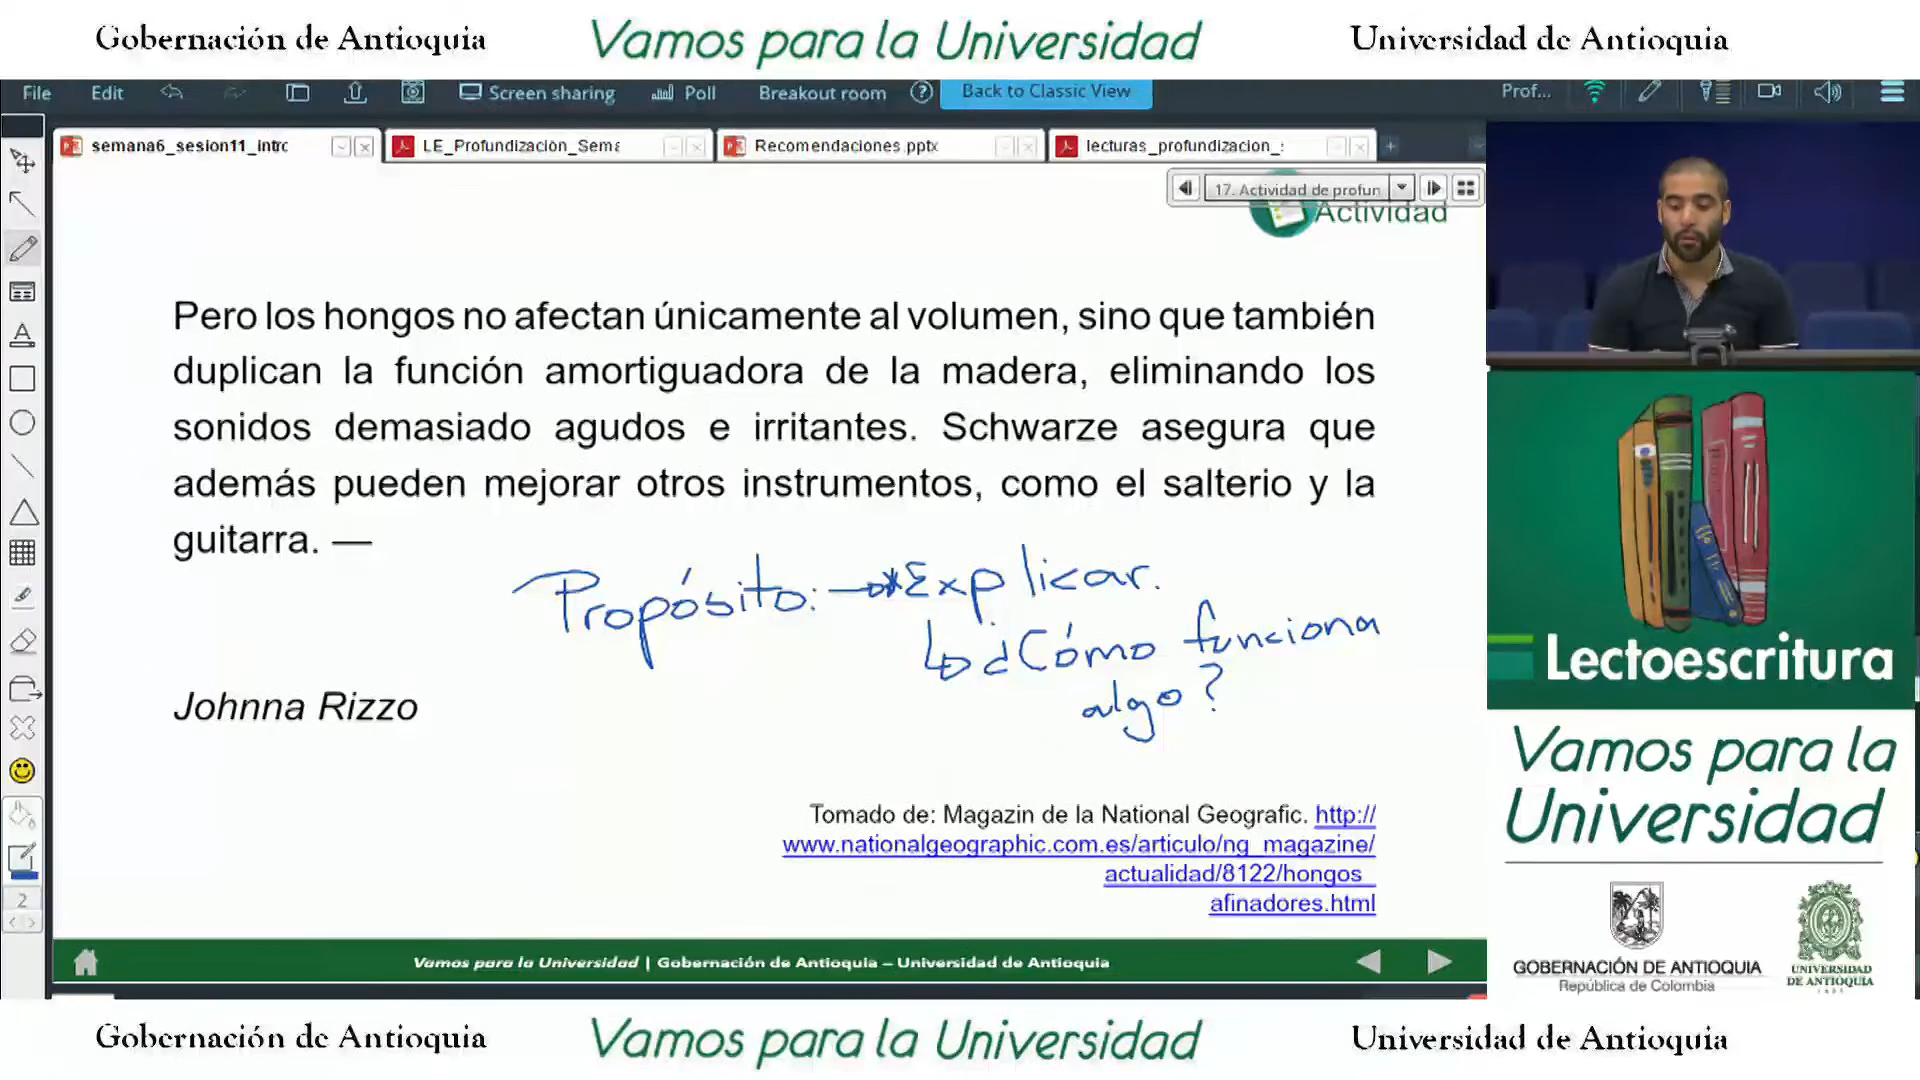 Gobernación de Antioquia
Vamos para la Universidad
Universidad de Antioquia
File Edit Screen sharing Poll Breakout room Back to Classic View Prof...
semana6_sesion11_intrc
LE_Profundización_Sema
Recomendaciones.pptx
lecturas_profundizacion_:
17. Actividad de profun
Actividad
Pero los hongos no afectan únicamente al volumen, sino que también
duplican la función amortiguadora de la madera, eliminando los
sonidos demasiado agudos e irritantes. Schwarze asegura que
además pueden mejorar otros instrumentos, como el salterio y la
guitarra. —
Propósito: → *Explicar.
↳ ¿Cómo funciona
algo?
Johnna Rizzo
Tomado de: Magazin de la National Geografic. http://
www.nationalgeographic.com.es/articulo/ng_magazine/
actualidad/8122/hongos_
afinadores.html
2
Vamos para la Universidad | Gobernación de Antioquia – Universidad de Antioquia
Lectoescritura
Vamos para la
Universidad
GOBERNACIÓN DE ANTIOQUIA
República de Colombia
UNIVERSIDAD
DE ANTIOQUIA
Gobernación de Antioquia
Vamos para la Universidad
Universidad de Antioquia